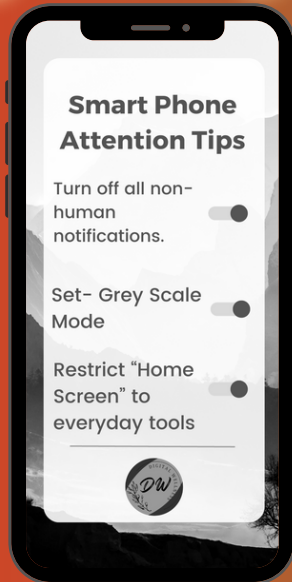 Smart Phone
Attention Tips
Turn off all non-
human
notifications.
Set- Grey Scale
Mode
Restrict “Home
Screen” to
everyday tools
DIGITAL
DW